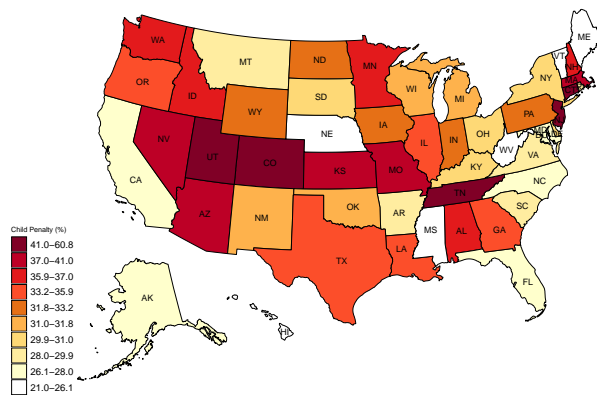 ME
WA
VT
ND
MT
MN
NH
OR
NY
WI
SD
ID
MI
WY
PA
IA
NE
OH
IN
IL
NV
UT
CO
WV
VA
KS
MO
KY
CA
NC
TN
OK
AZ
NM
AR
SC
MS
AL
GA
LA
TX
FL
AK
HI
Child Penalty (%)
41.0–60.8
37.0–41.0
35.9–37.0
33.2–35.9
31.8–33.2
31.0–31.8
29.9–31.0
28.0–29.9
26.1–28.0
21.0–26.1